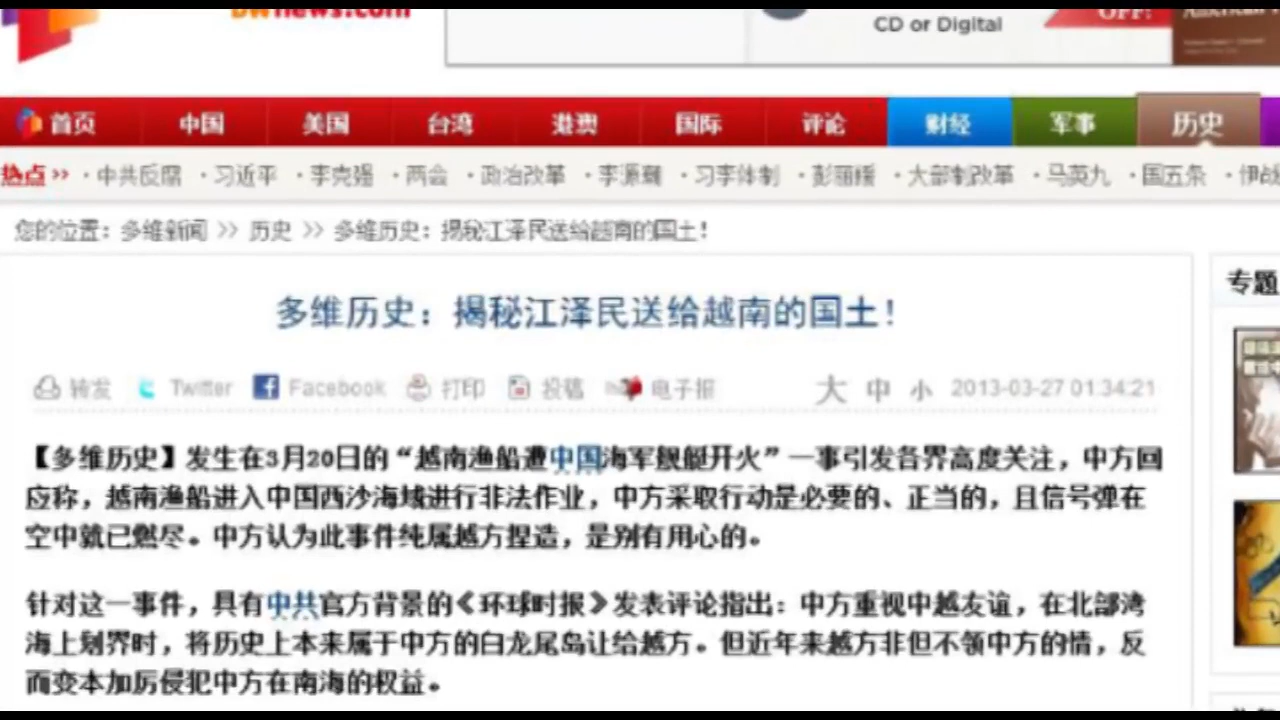 DWnews.com
CD or Digital
OFF!
首页 中国 美国 台湾 港澳 国际 评论 财经 军事 历史
热点>> ·中共反腐 ·习近平 ·李克强 ·两会 ·政治改革 ·李源潮 ·习李体制 ·彭丽媛 ·大部制改革 ·马英九 ·国五条 ·伊战
您的位置：多维新闻 >> 历史 >> 多维历史：揭秘江泽民送给越南的国土！
专题
多维历史：揭秘江泽民送给越南的国土！
转发 Twitter Facebook 打印 投稿 电子报 大 中 小 2013-03-27 01:34:21
【多维历史】发生在3月20日的“越南渔船遭中国海军舰艇开火”一事引发各界高度关注，中方回
应称，越南渔船进入中国西沙海域进行非法作业，中方采取行动是必要的、正当的，且信号弹在
空中就已燃尽。中方认为此事件纯属越方捏造，是别有用心的。
针对这一事件，具有中共官方背景的《环球时报》发表评论指出：中方重视中越友谊，在北部湾
海上划界时，将历史上本来属于中方的白龙尾岛让给越方。但近年来越方非但不领中方的情，反
而变本加厉侵犯中方在南海的权益。